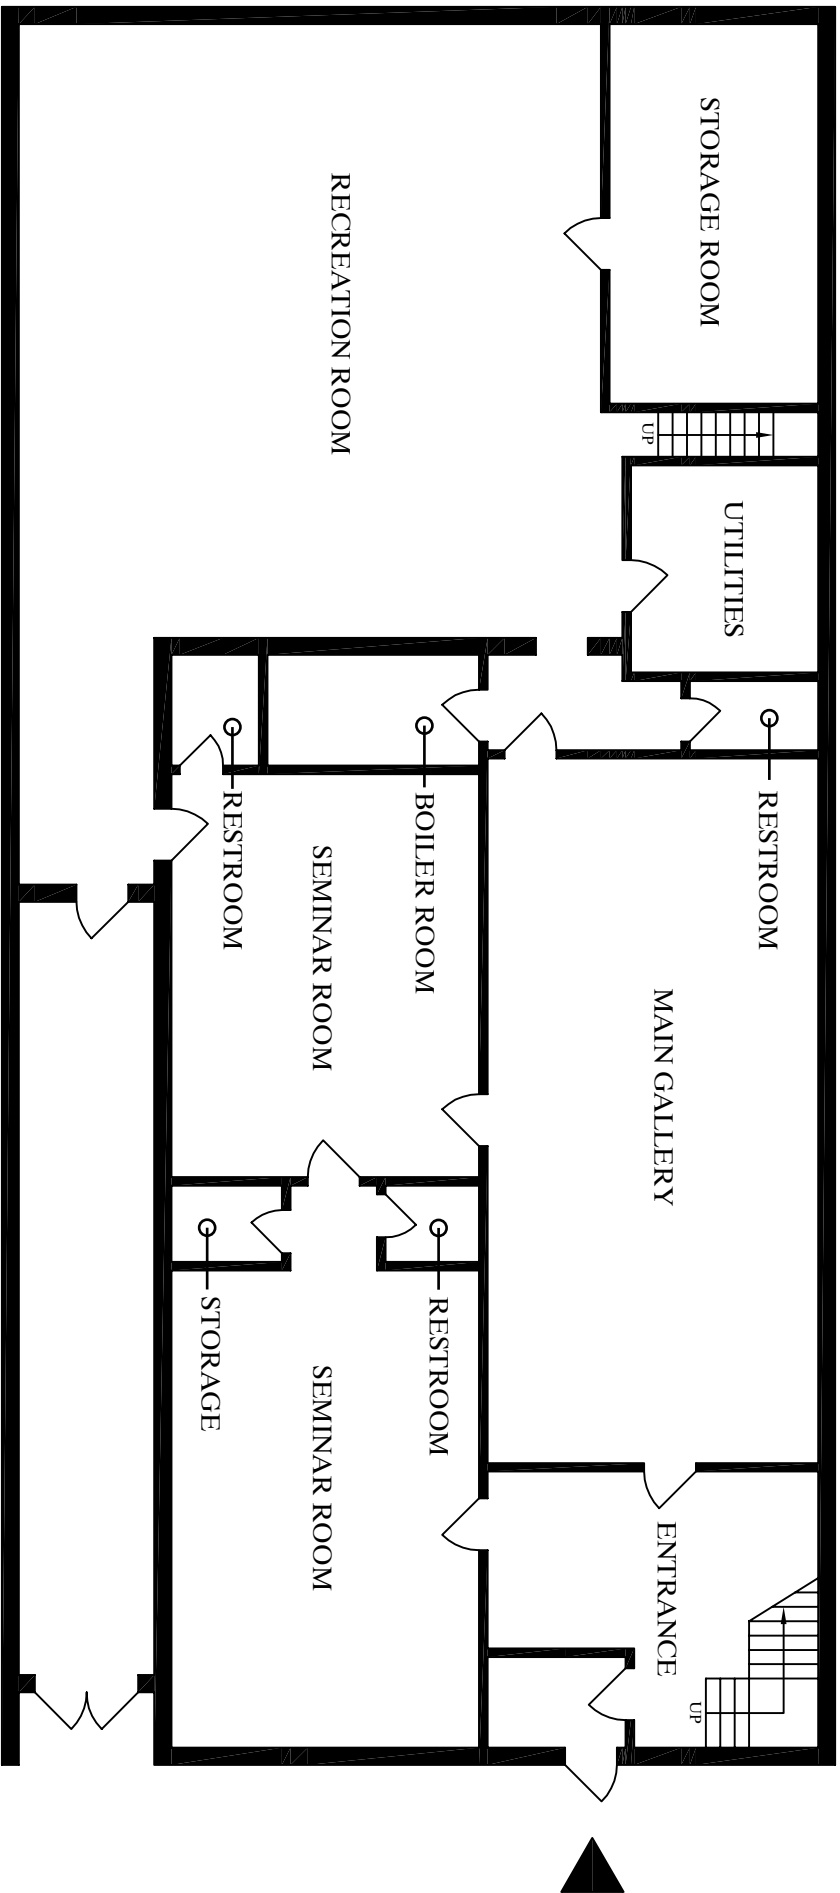 STORAGE ROOM
RECREATION ROOM
UP
UTILITIES
RESTROOM
BOILER ROOM
RESTROOM
SEMINAR ROOM
MAIN GALLERY
RESTROOM
STORAGE
SEMINAR ROOM
ENTRANCE
UP